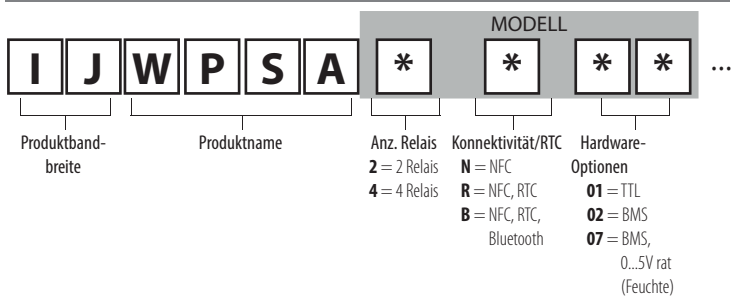 MODELL
I J W P S A * * * * ...
Produktband-
breite
Produktname
Anz. Relais
2 = 2 Relais
4 = 4 Relais
Konnektivität/RTC
N = NFC
R = NFC, RTC
B = NFC, RTC,
Bluetooth
Hardware-
Optionen
01 = TTL
02 = BMS
07 = BMS,
0...5V rat
(Feuchte)